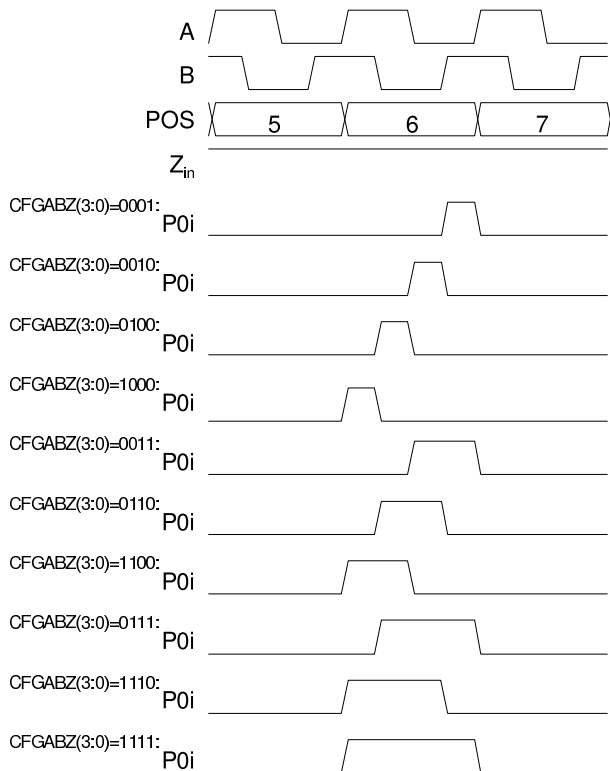 A
B
POS 5 6 7
Zin
CFGABZ(3:0)=0001:
P0i
CFGABZ(3:0)=0010:
P0i
CFGABZ(3:0)=0100:
P0i
CFGABZ(3:0)=1000:
P0i
CFGABZ(3:0)=0011:
P0i
CFGABZ(3:0)=0110:
P0i
CFGABZ(3:0)=1100:
P0i
CFGABZ(3:0)=0111:
P0i
CFGABZ(3:0)=1110:
P0i
CFGABZ(3:0)=1111:
P0i